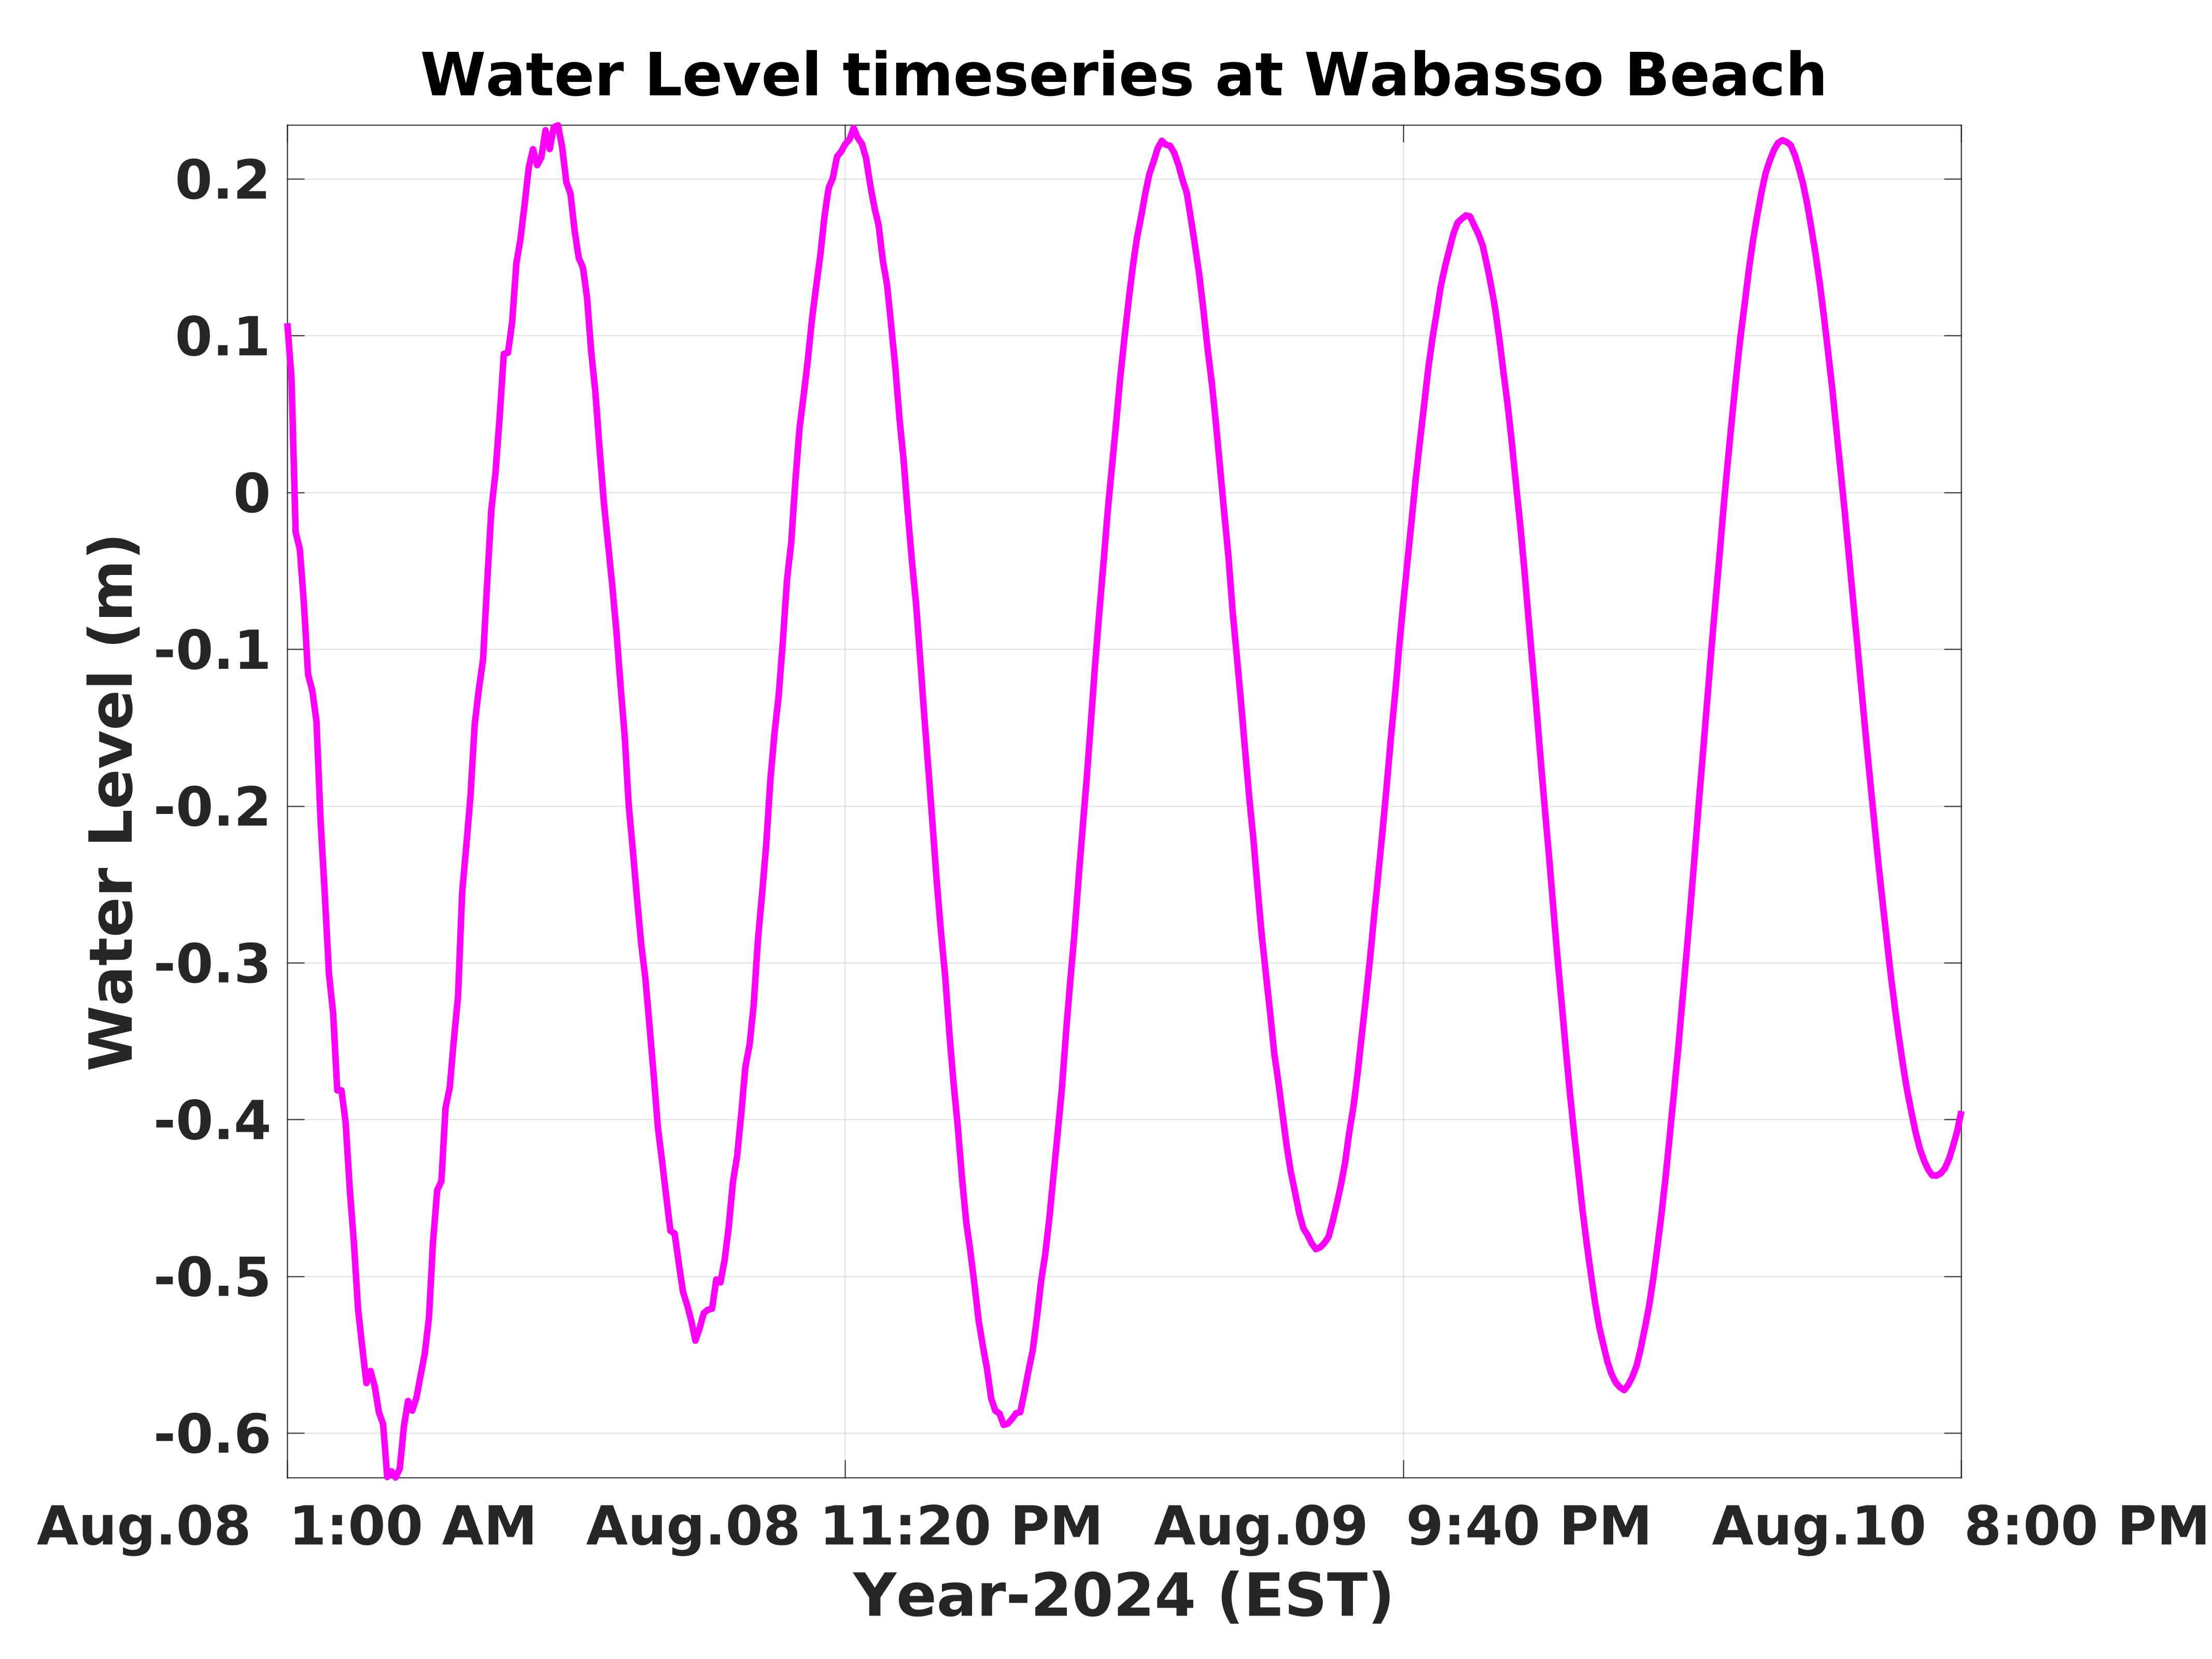 Water Level timeseries at Wabasso Beach
0.2
0.1
0
-0.1
-0.2
-0.3
-0.4
-0.5
-0.6
Water Level (m)
Aug.08 1:00 AM Aug.08 11:20 PM Aug.09 9:40 PM Aug.10 8:00 PM
Year-2024 (EST)